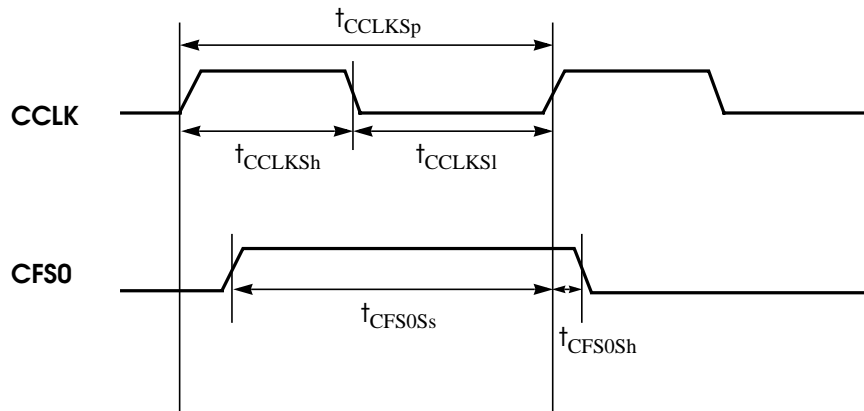 tCCLKSp
CCLK
tCCLKSh
tCCLKSl
CFS0
tCFS0Ss
tCFS0Sh